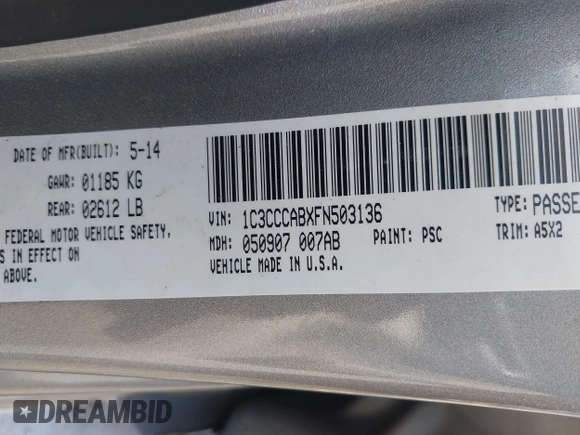 DATE OF MFR(BUILT): 5-14
GAWR: 01185 KG
REAR: 02612 LB
FEDERAL MOTOR VEHICLE SAFETY,
S IN EFFECT ON
ABOVE.
VIN: 1C3CCCABXFN503136
MDH: 050907 007AB
PAINT: PSC
VEHICLE MADE IN U.S.A.
TYPE: PASSE
TRIM: A5X2
DREAMBID